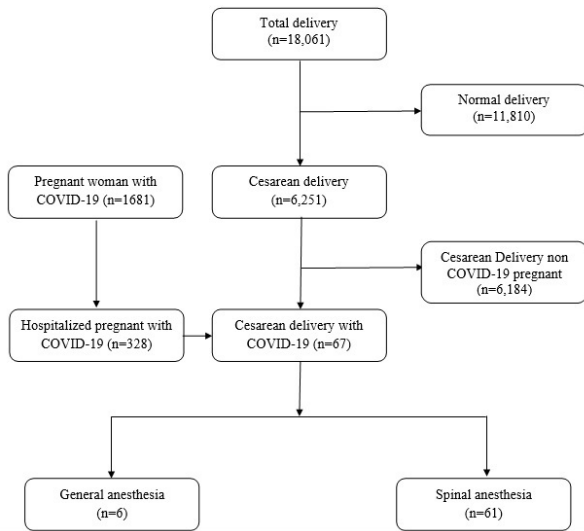 Total delivery
(n=18,061)
Normal delivery
(n=11,810)
Pregnant woman with
COVID-19 (n=1681)
Cesarean delivery
(n=6,251)
Cesarean Delivery non
COVID-19 pregnant
(n=6,184)
Hospitalized pregnant with
COVID-19 (n=328)
Cesarean delivery with
COVID-19 (n=67)
General anesthesia
(n=6)
Spinal anesthesia
(n=61)